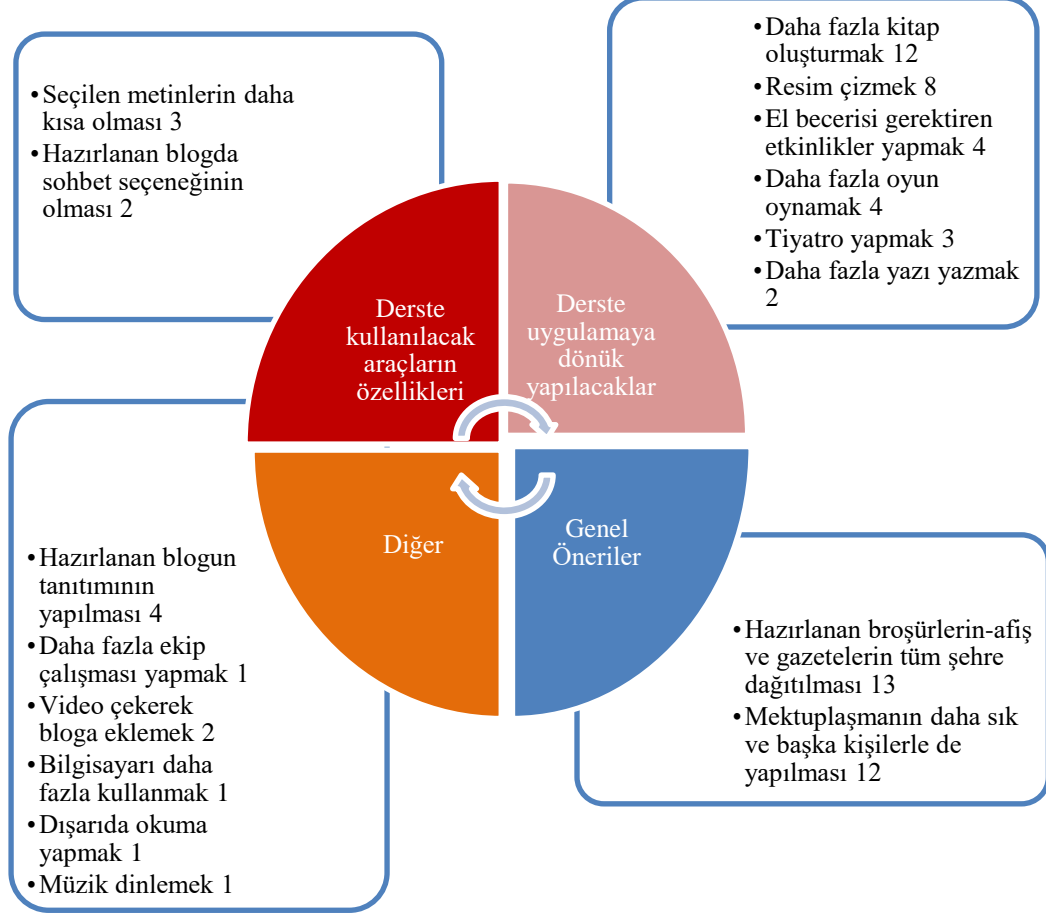 •Seçilen metinlerin daha
kısa olması 3
•Hazırlanan blogda
sohbet seçeneğinin
olması 2
•Daha fazla kitap
oluşturmak 12
•Resim çizmek 8
•El becerisi gerektiren
etkinlikler yapmak 4
•Daha fazla oyun
oynamak 4
•Tiyatro yapmak 3
•Daha fazla yazı yazmak
2
Derste
kullanılacak
araçların
özellikleri
Derste
uygulamaya
dönük
yapılacaklar
Diğer
Genel
Öneriler
•Hazırlanan blogun
tanıtımının
yapılması 4
•Daha fazla ekip
çalışması yapmak 1
•Video çekerek
bloga eklemek 2
•Bilgisayarı daha
fazla kullanmak 1
•Dışarıda okuma
yapmak 1
•Müzik dinlemek 1
•Hazırlanan broşürlerin-afiş
ve gazetelerin tüm şehre
dağıtılması 13
•Mektuplaşmanın daha sık
ve başka kişilerle de
yapılması 12